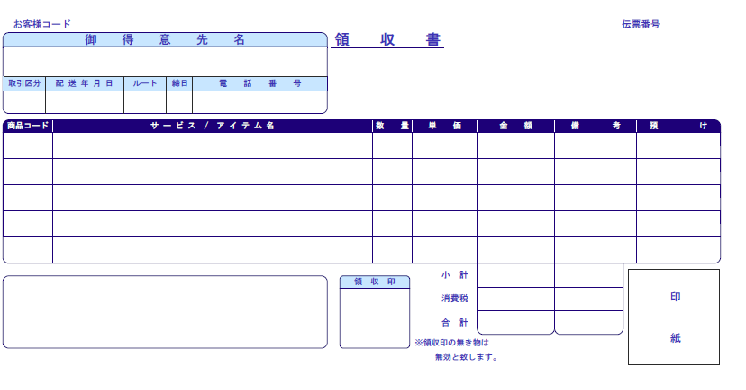 お客様コード
伝票番号
御得意先名
領収書
取引区分 配送年月日 ルート 締日 電話番号
商品コード サービス / アイテム名 数量 単価 金額 備考 預け
小計
領収印
消費税
合計
印
紙
※領収印の無き物は
無効と致します。